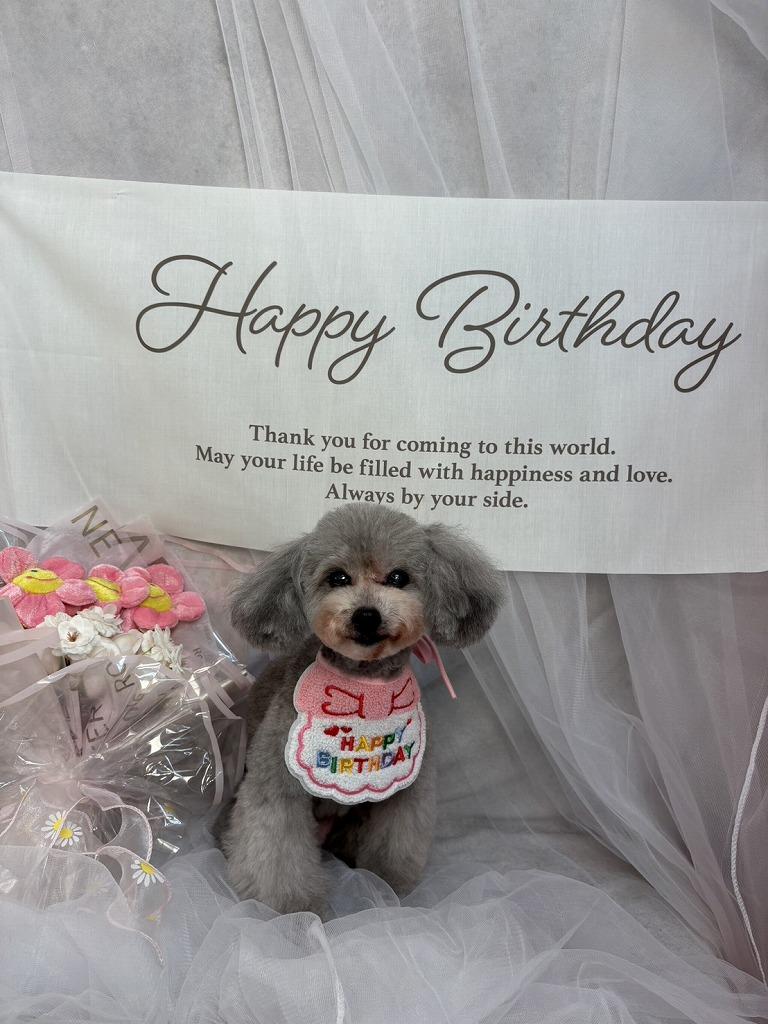 Happy Birthday
Thank you for coming to this world.
May your life be filled with happiness and love.
Always by your side.
HAPPY
BIRTHDAY